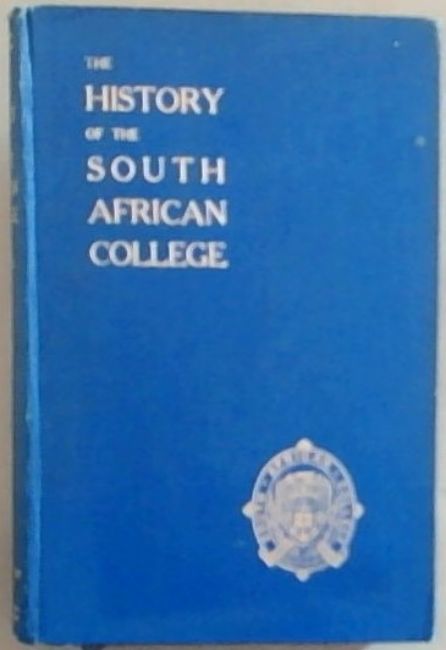 THE
HISTORY
OF THE
SOUTH
AFRICAN
COLLEGE